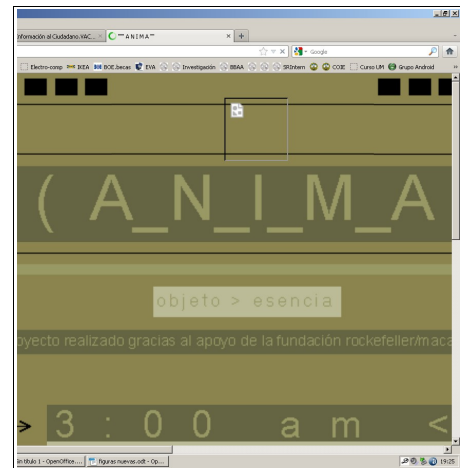 Información al Ciudadano.VAC... × ¯¯ A N I M A ¯¯ × +
Google
Electro-comp IKEA BOE.becas EVA Investigación BBAA SRIntern COIE Curso UM Grupo Android »
( A_N_I_M_A
objeto > esencia
oyecto realizado gracias al apoyo de la fundación rockefeller/maca
→ 3 : 0 0 a m <
Sin título 1 - OpenOffice.... figuras nuevas.odt - Op... 19:25